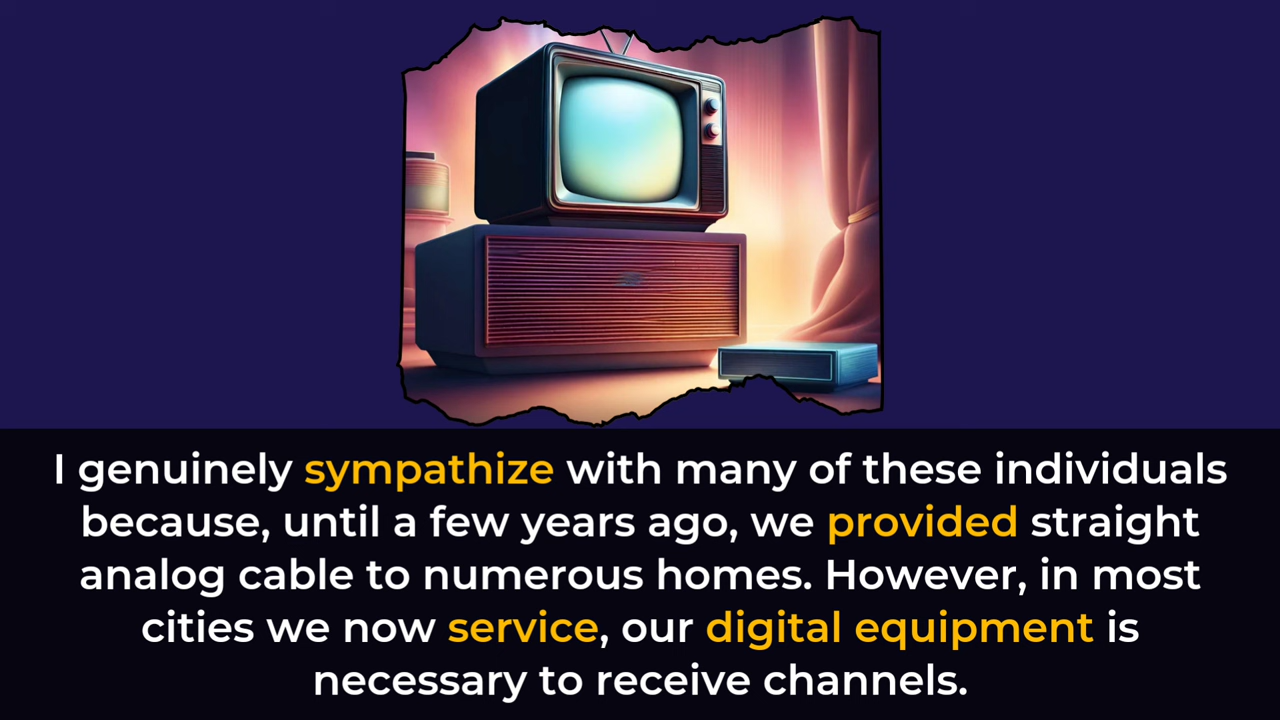 I genuinely sympathize with many of these individuals
because, until a few years ago, we provided straight
analog cable to numerous homes. However, in most
cities we now service, our digital equipment is
necessary to receive channels.